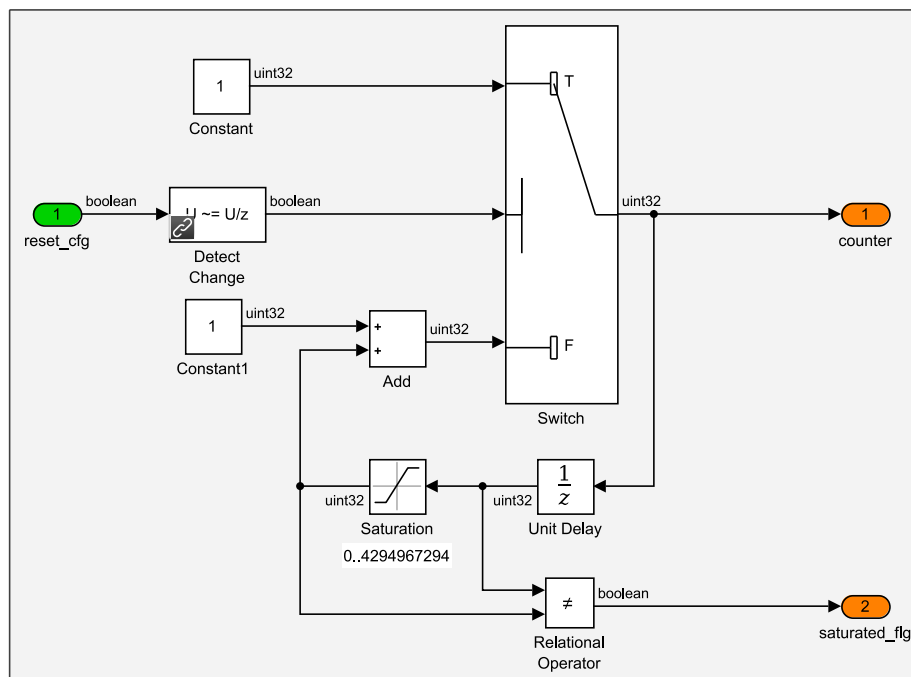 1
uint32
Constant
T
1
boolean
reset_cfg
U ~= U/z
boolean
Detect
Change
uint32
1
counter
1
uint32
Constant1
+
+
uint32
Add
F
Switch
uint32
Saturation
0..4294967294
uint32
1
z
Unit Delay
≠
boolean
Relational
Operator
2
saturated_flg